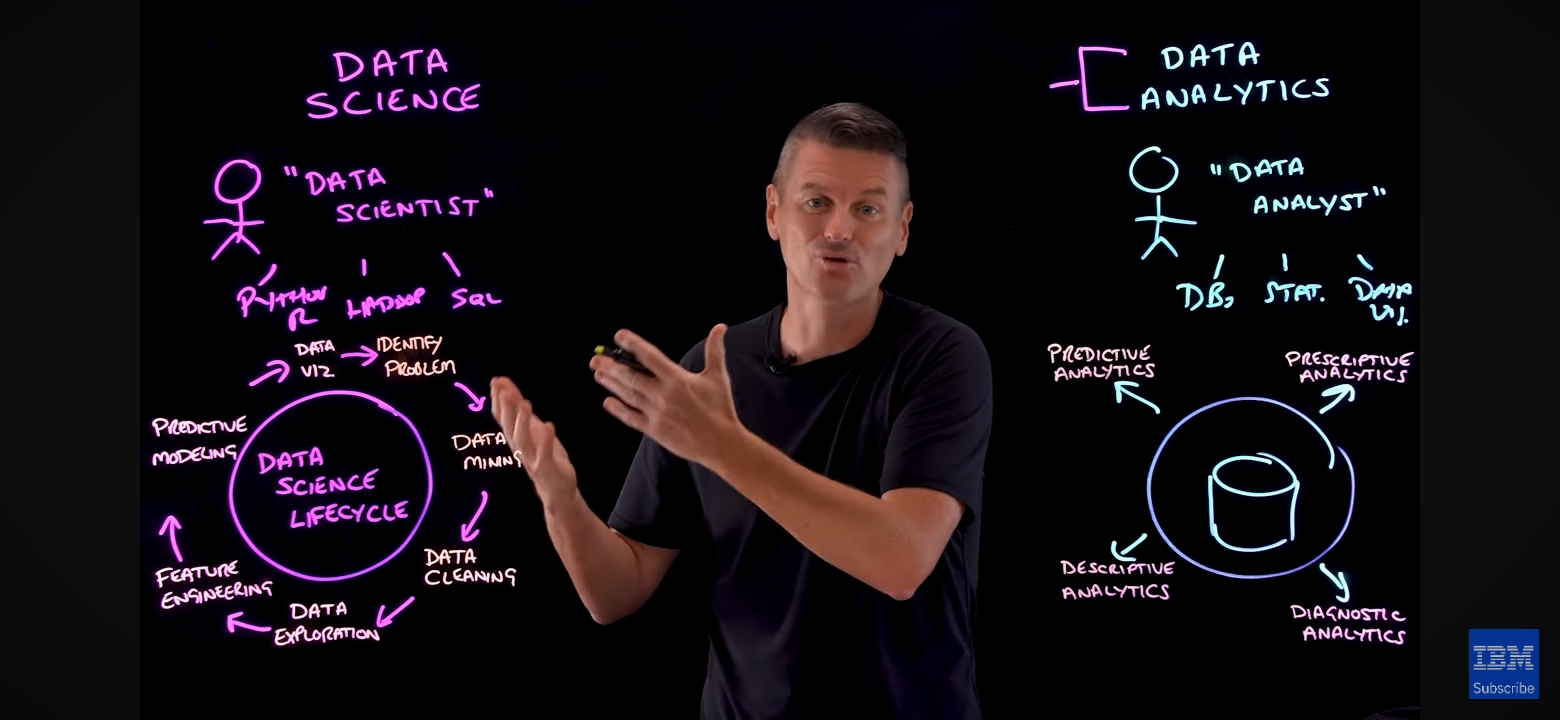 DATA
SCIENCE
"DATA
SCIENTIST"
PYTHON
R
HADOOP
SQL
DATA
VIZ
IDENTIFY
PROBLEM
DATA
MINING
DATA
CLEANING
DATA
EXPLORATION
FEATURE
ENGINEERING
PREDICTIVE
MODELING
DATA
SCIENCE
LIFECYCLE
DATA
ANALYTICS
"DATA
ANALYST"
DB,
STAT.
DATA
VI.
PREDICTIVE
ANALYTICS
PRESCRIPTIVE
ANALYTICS
DESCRIPTIVE
ANALYTICS
DIAGNOSTIC
ANALYTICS
IBM
Subscribe